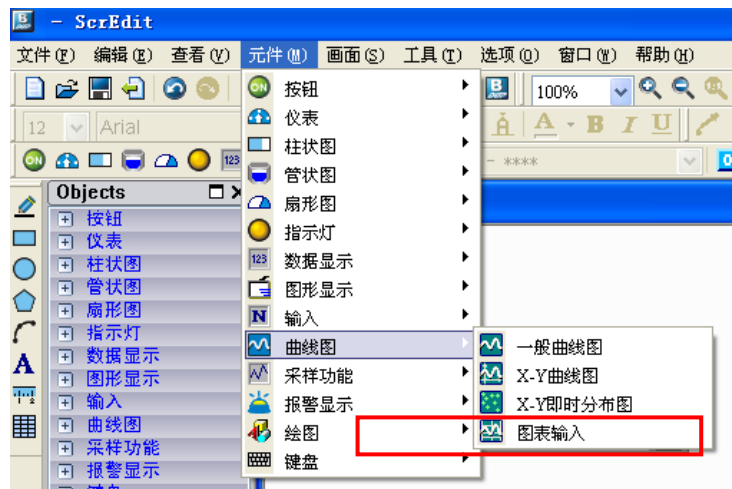 - ScrEdit
文件(F) 编辑(E) 查看(V) 元件(M) 画面(S) 工具(T) 选项(O) 窗口(W) 帮助(H)
100%
12 Arial
A A B I U
ON 123 - ****
Objects
按钮
仪表
柱状图
管状图
扇形图
指示灯
数据显示
图形显示
输入
曲线图
采样功能
报警显示
ON 按钮
仪表
柱状图
管状图
扇形图
指示灯
123 数据显示
图形显示
N 输入
曲线图
采样功能
报警显示
绘图
键盘
一般曲线图
X-Y曲线图
X-Y即时分布图
图表输入
A